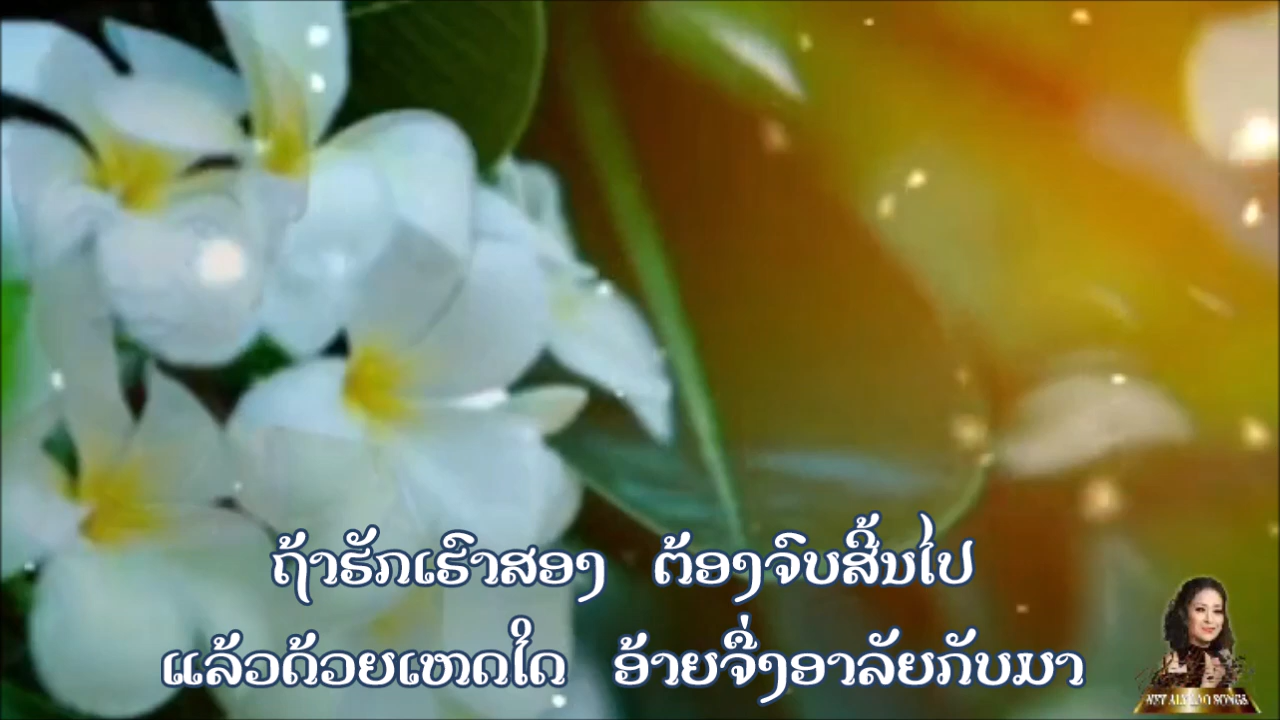 ຖ້າຮັກເຮົາສອງ ຕ້ອງຈົບສິ້ນໄປ
ແລ້ວດ້ວຍເຫດໃດ ອ້າຍຈຶ່ງອາລັຍກັບມາ